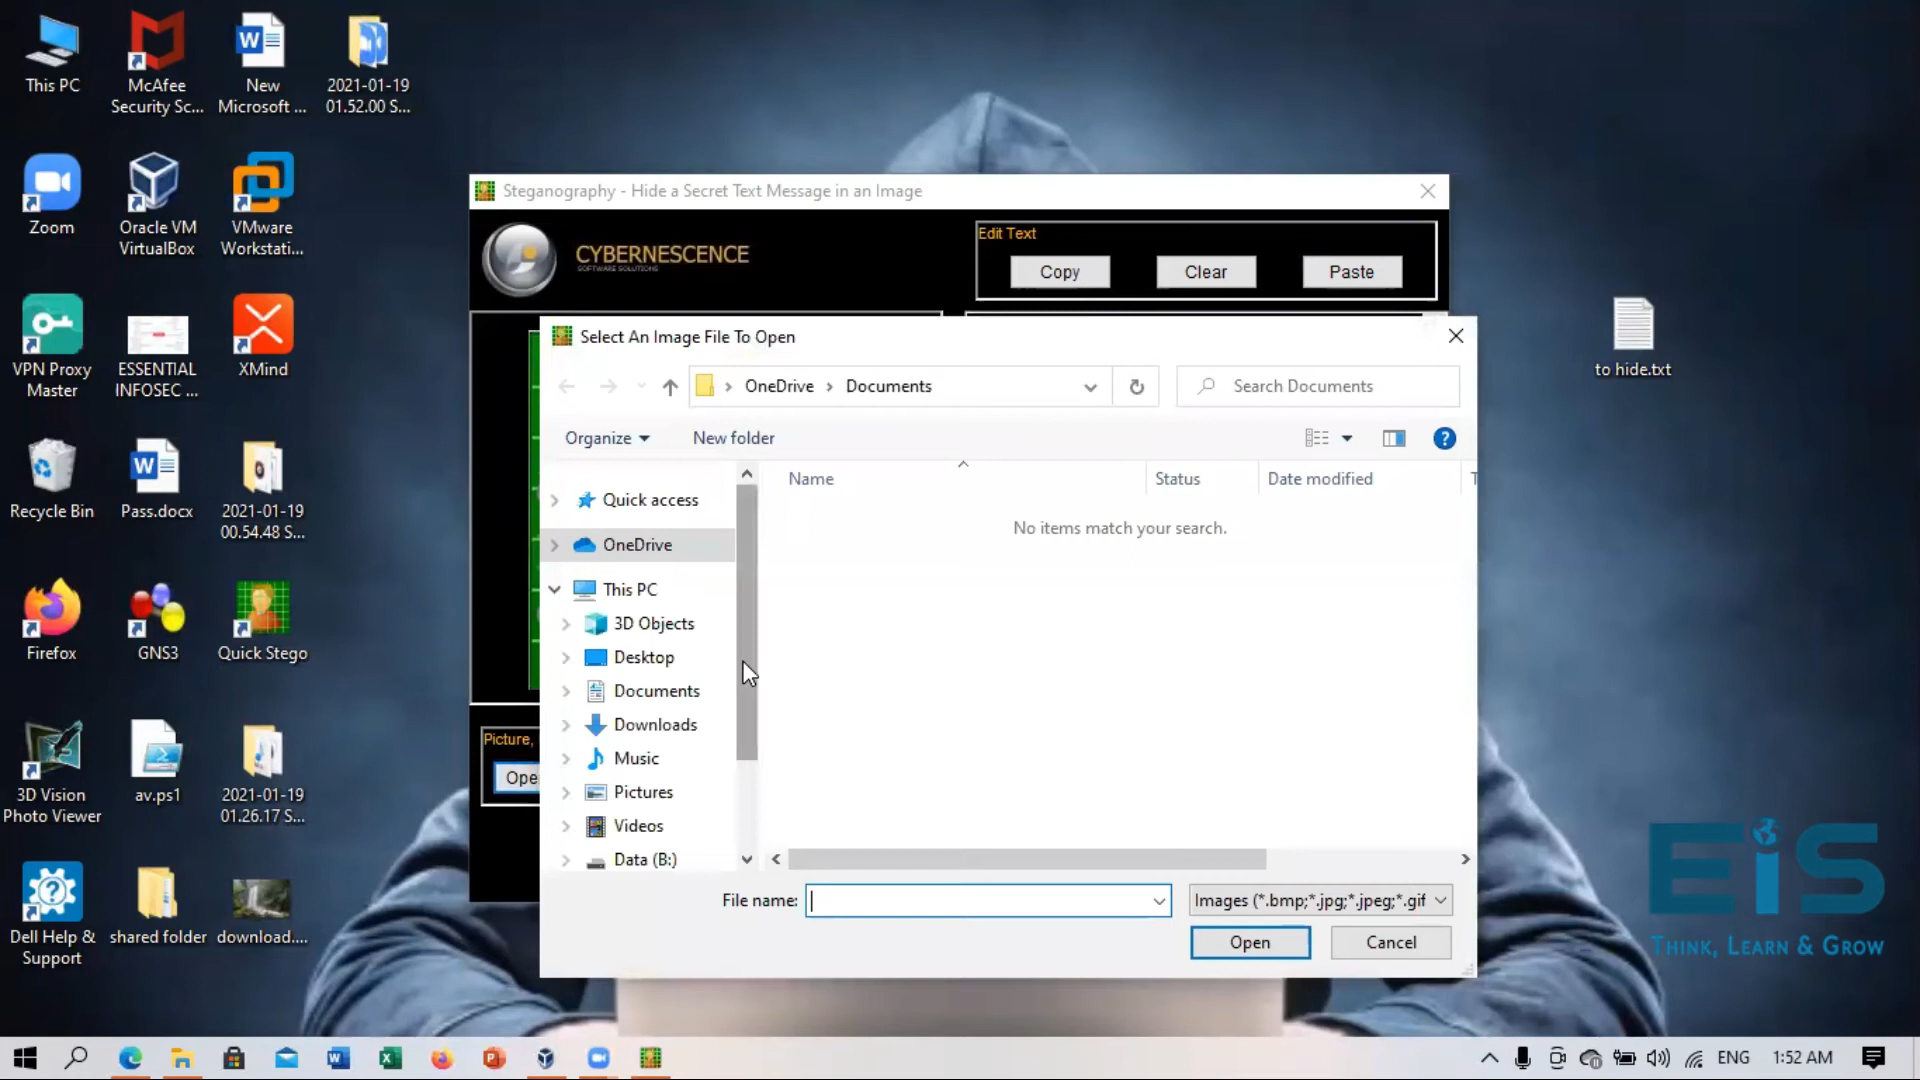 This PC
McAfee
Security Sc...
New
Microsoft ...
2021-01-19
01.52.00 S...
Zoom
Oracle VM
VirtualBox
VMware
Workstati...
VPN Proxy
Master
ESSENTIAL
INFOSEC ...
XMind
Recycle Bin
Pass.docx
2021-01-19
00.54.48 S...
Firefox
GNS3
Quick Stego
3D Vision
Photo Viewer
av.ps1
2021-01-19
01.26.17 S...
Dell Help &
Support
shared folder
download....
to hide.txt
Steganography - Hide a Secret Text Message in an Image
CYBERNESCENCE
SOFTWARE SOLUTIONS
Edit Text
Copy
Clear
Paste
Picture,
Ope
Select An Image File To Open
OneDrive
Documents
Search Documents
Organize
New folder
Name
Status
Date modified
T
No items match your search.
Quick access
OneDrive
This PC
3D Objects
Desktop
Documents
Downloads
Music
Pictures
Videos
Data (B:)
File name:
Images (*.bmp;*.jpg;*.jpeg;*.gif
Open
Cancel
EiS
THINK, LEARN & GROW
ENG
1:52 AM